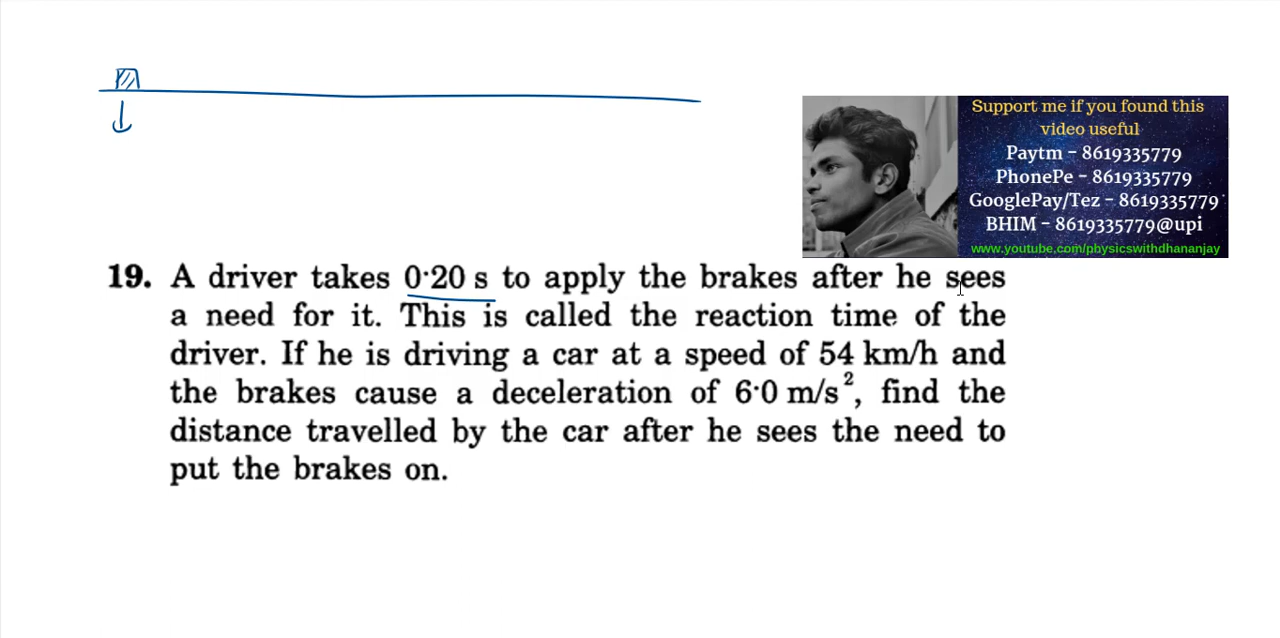 Support me if you found this
video useful
Paytm - 8619335779
PhonePe - 8619335779
GooglePay/Tez - 8619335779
BHIM - 8619335779@upi
www.youtube.com/physicswithdhananjay
19. A driver takes 0·20 s to apply the brakes after he sees
a need for it. This is called the reaction time of the
driver. If he is driving a car at a speed of 54 km/h and
the brakes cause a deceleration of 6·0 m/s², find the
distance travelled by the car after he sees the need to
put the brakes on.